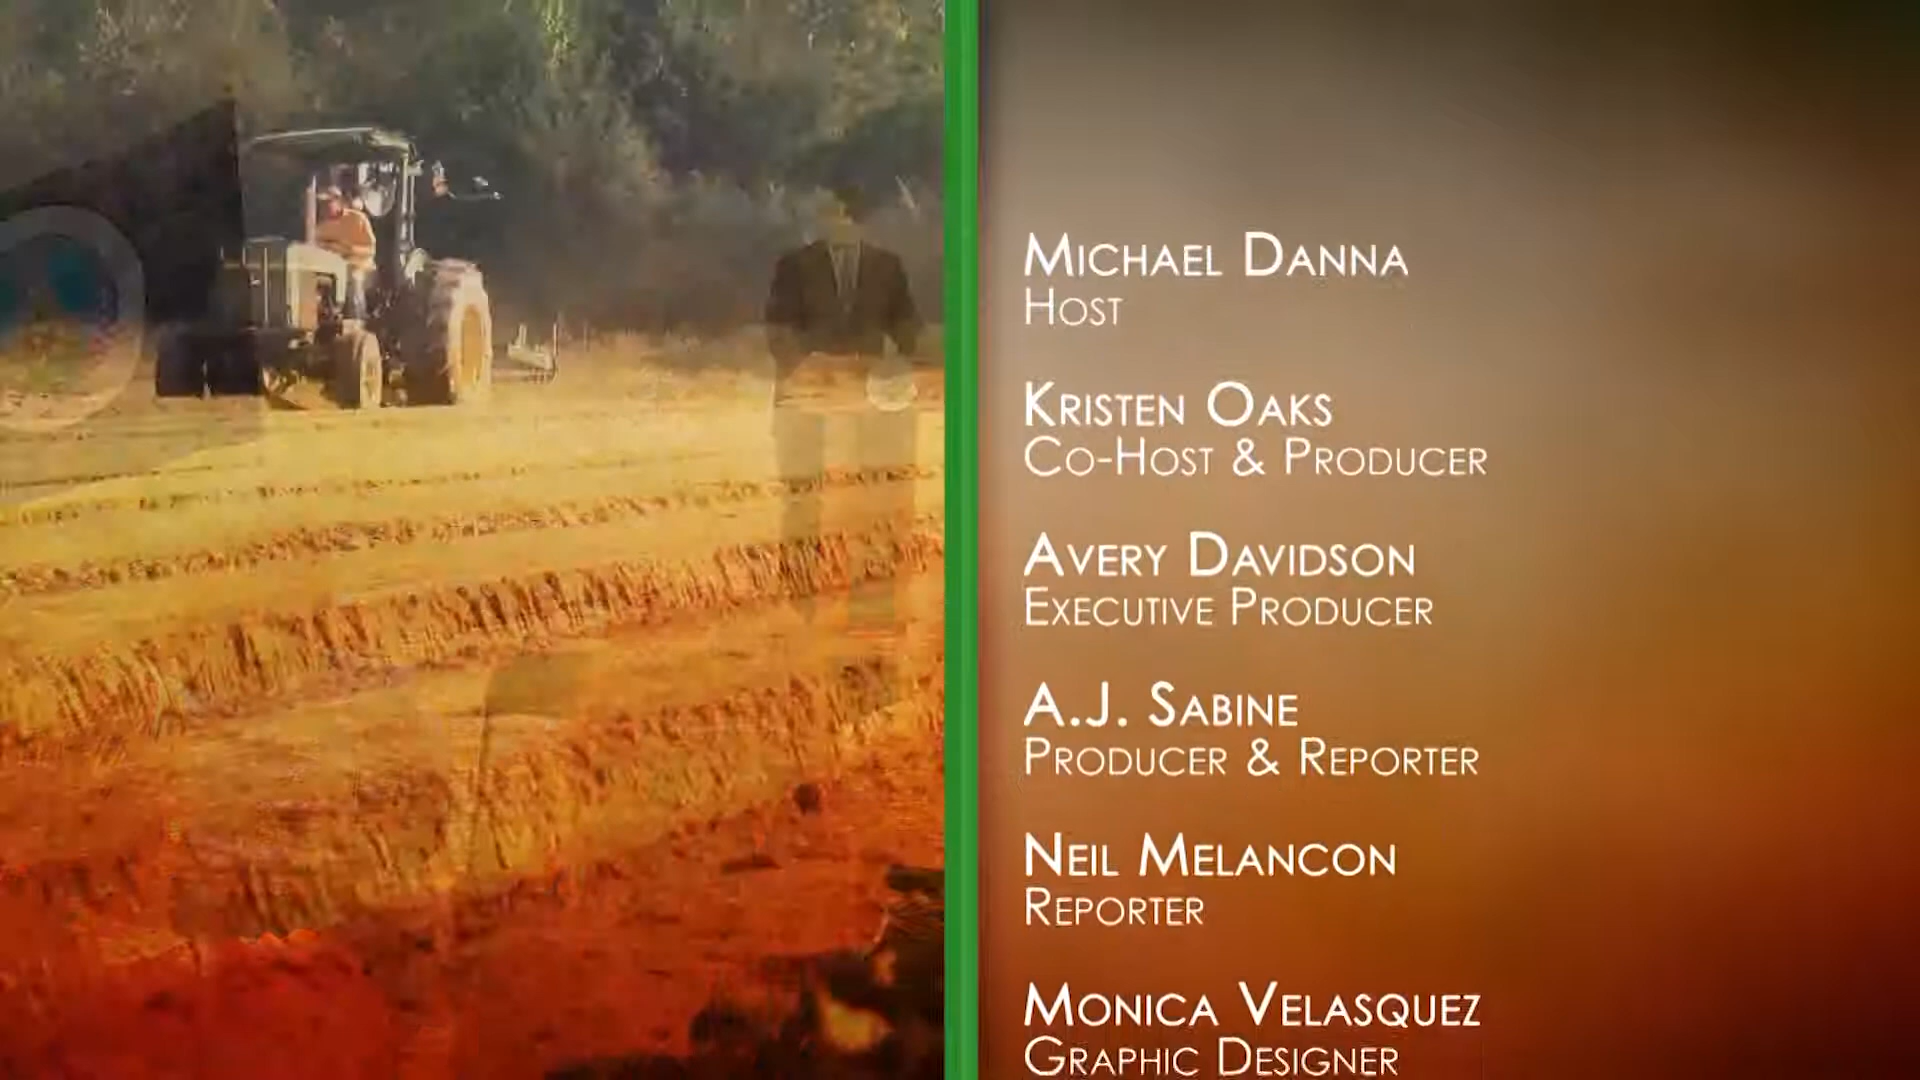 Michael Danna
Host
Kristen Oaks
Co-Host & Producer
Avery Davidson
Executive Producer
A.J. Sabine
Producer & Reporter
Neil Melancon
Reporter
Monica Velasquez
Graphic Designer